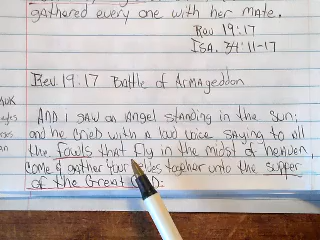 gathered every one with her mate.
Rev 19:17
Isa. 34:11-17
Rev. 19:17 Battle of Armageddon
And I saw an Angel standing in the sun;
and he cried with a loud voice saying to all
the fowls that fly in the midst of heaven,
come & gather yourselves together unto the supper
of the Great God: